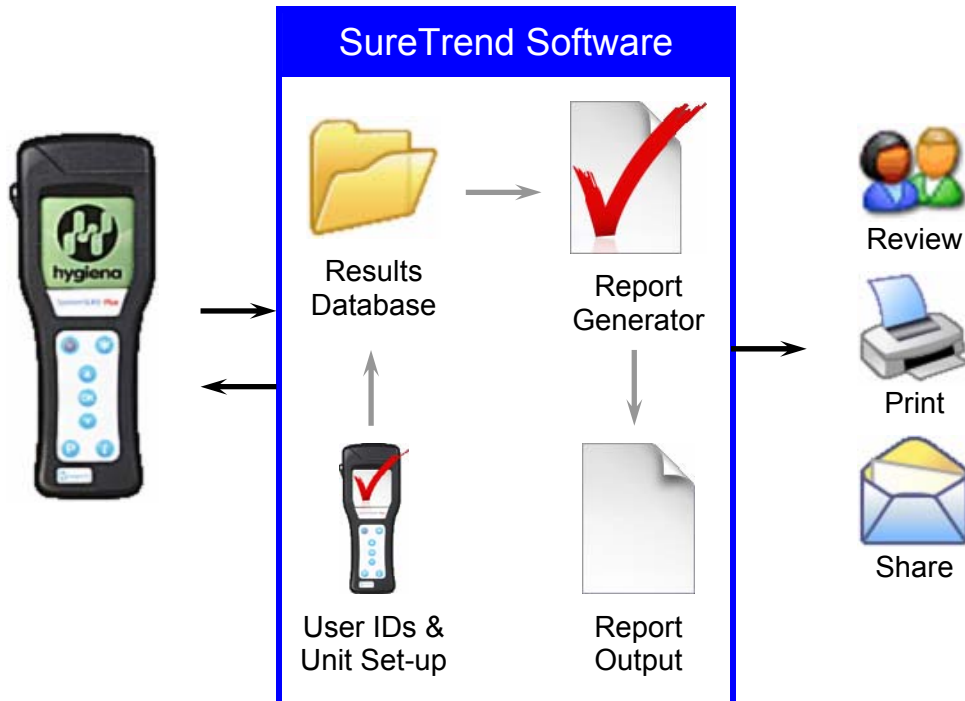 SureTrend Software
hygiena
Results
Database
Report
Generator
User IDs &
Unit Set-up
Report
Output
Review
Print
Share